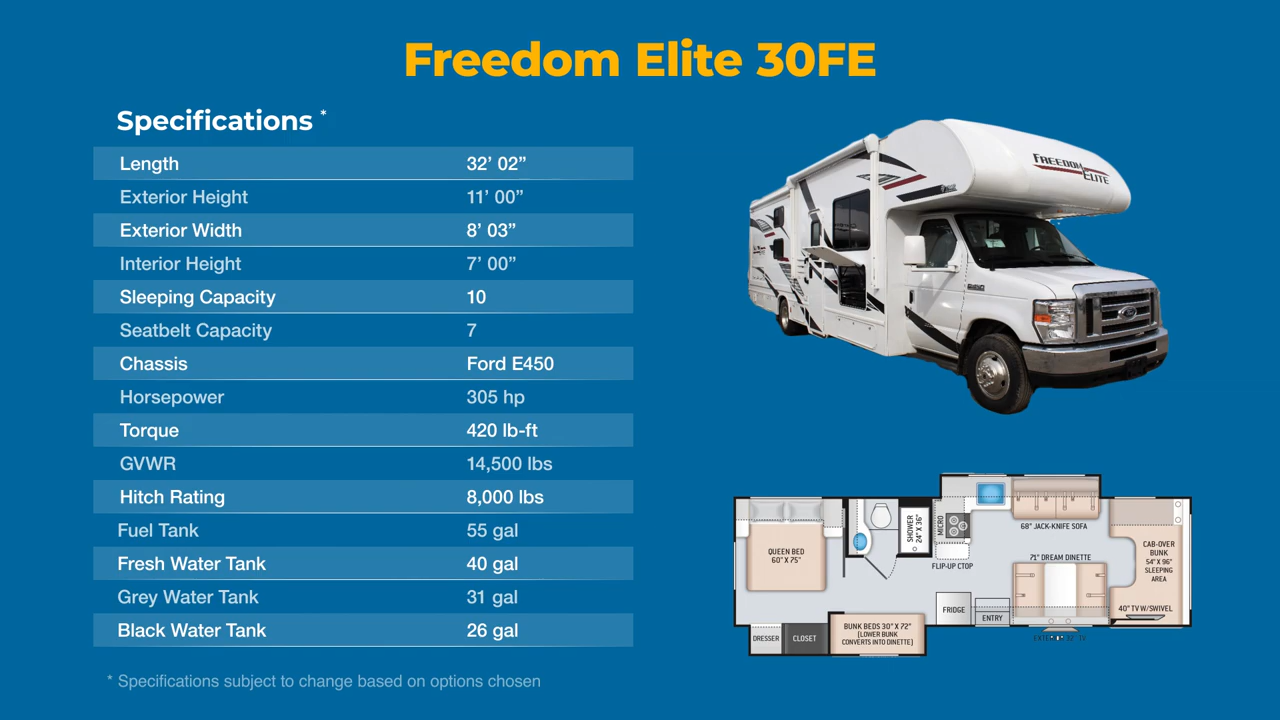 Freedom Elite 30FE
Specifications *
Length 32’ 02”
Exterior Height 11’ 00”
Exterior Width 8’ 03”
Interior Height 7’ 00”
Sleeping Capacity 10
Seatbelt Capacity 7
Chassis Ford E450
Horsepower 305 hp
Torque 420 lb-ft
GVWR 14,500 lbs
Hitch Rating 8,000 lbs
Fuel Tank 55 gal
Fresh Water Tank 40 gal
Grey Water Tank 31 gal
Black Water Tank 26 gal
* Specifications subject to change based on options chosen
FREEDOM
ELITE
Ford
QUEEN BED
60" X 75"
SHOWER
24" X 36"
MICRO
FLIP-UP CTOP
68" JACK-KNIFE SOFA
71" DREAM DINETTE
CAB-OVER
BUNK
54" X 96"
SLEEPING
AREA
40" TV W/SWIVEL
FRIDGE
ENTRY
DRESSER
CLOSET
BUNK BEDS 30" X 72"
(LOWER BUNK
CONVERTS INTO DINETTE)